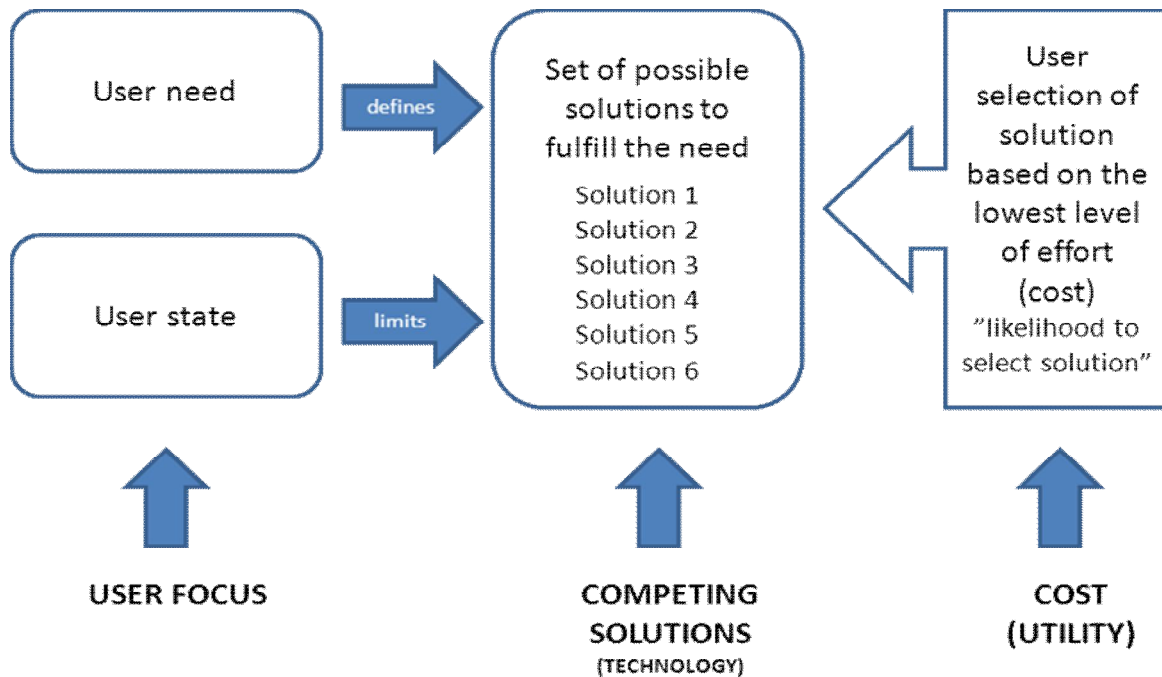 User need
defines
User state
limits
Set of possible
solutions to
fulfill the need
Solution 1
Solution 2
Solution 3
Solution 4
Solution 5
Solution 6
User
selection of
solution
based on the
lowest level
of effort
(cost)
”likelihood to
select solution”
USER FOCUS
COMPETING
SOLUTIONS
(TECHNOLOGY)
COST
(UTILITY)